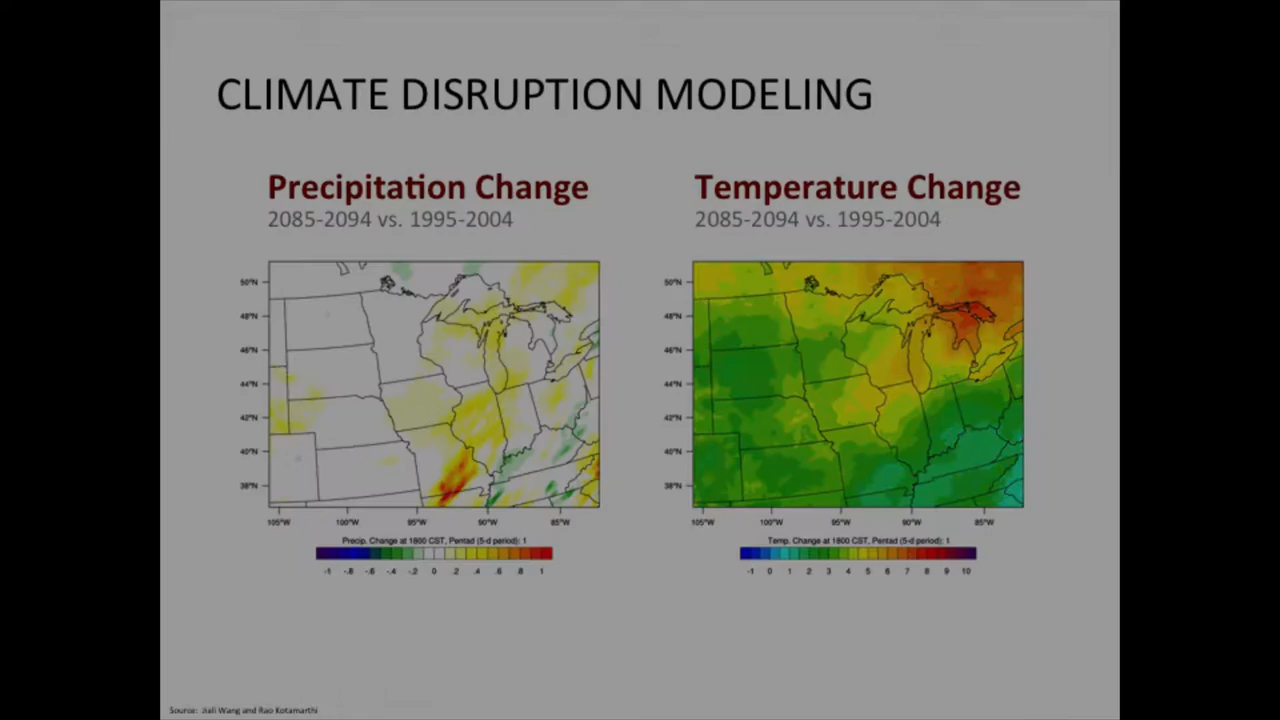 CLIMATE DISRUPTION MODELING
Precipitation Change
2085-2094 vs. 1995-2004
50°N
48°N
46°N
44°N
42°N
40°N
38°N
105°W 100°W 95°W 90°W 85°W
Precip. Change at 1800 CST, Pentad (5-d period): 1
-1 -.8 -.6 -.4 -.2 0 .2 .4 .6 .8 1
Temperature Change
2085-2094 vs. 1995-2004
50°N
48°N
46°N
44°N
42°N
40°N
38°N
105°W 100°W 95°W 90°W 85°W
Temp. Change at 1800 CST, Pentad (5-d period): 1
-1 0 1 2 3 4 5 6 7 8 9 10
Source: Jiali Wang and Rao Kotamarthi